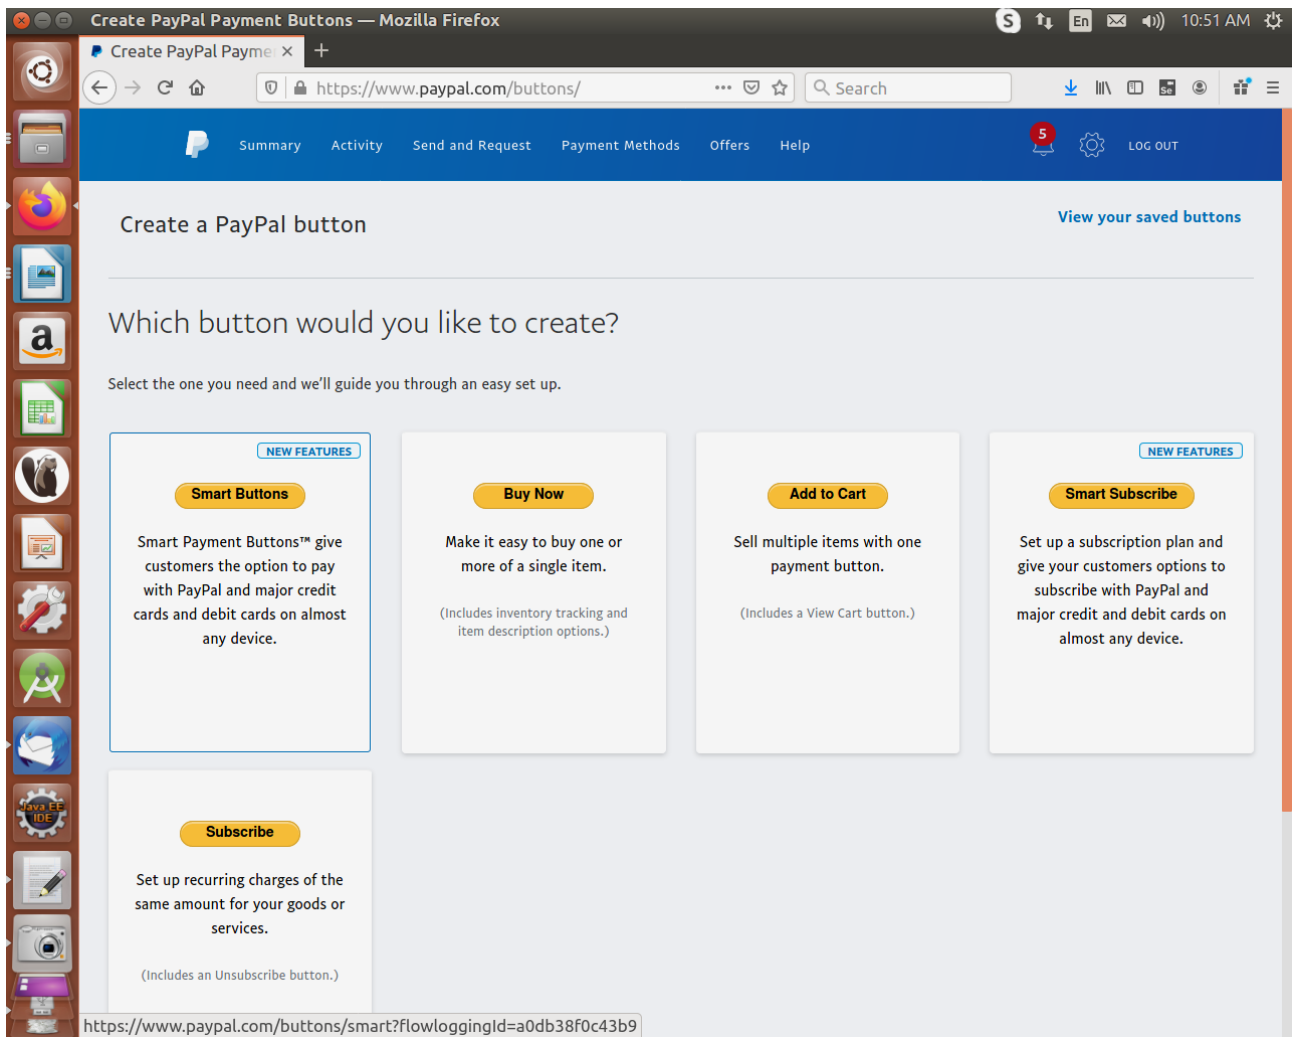 Create PayPal Payment Buttons — Mozilla Firefox
S En 10:51 AM
Create PayPal Payme
https://www.paypal.com/buttons/
Search
Se
Summary Activity Send and Request Payment Methods Offers Help 5 LOG OUT
Create a PayPal button
View your saved buttons
Which button would you like to create?
Select the one you need and we'll guide you through an easy set up.
NEW FEATURES
Smart Buttons
Smart Payment Buttons™ give
customers the option to pay
with PayPal and major credit
cards and debit cards on almost
any device.
Buy Now
Make it easy to buy one or
more of a single item.
(Includes inventory tracking and
item description options.)
Add to Cart
Sell multiple items with one
payment button.
(Includes a View Cart button.)
NEW FEATURES
Smart Subscribe
Set up a subscription plan and
give your customers options to
subscribe with PayPal and
major credit and debit cards on
almost any device.
Subscribe
Set up recurring charges of the
same amount for your goods or
services.
(Includes an Unsubscribe button.)
a
Java EE
IDE
https://www.paypal.com/buttons/smart?flowloggingId=a0db38f0c43b9